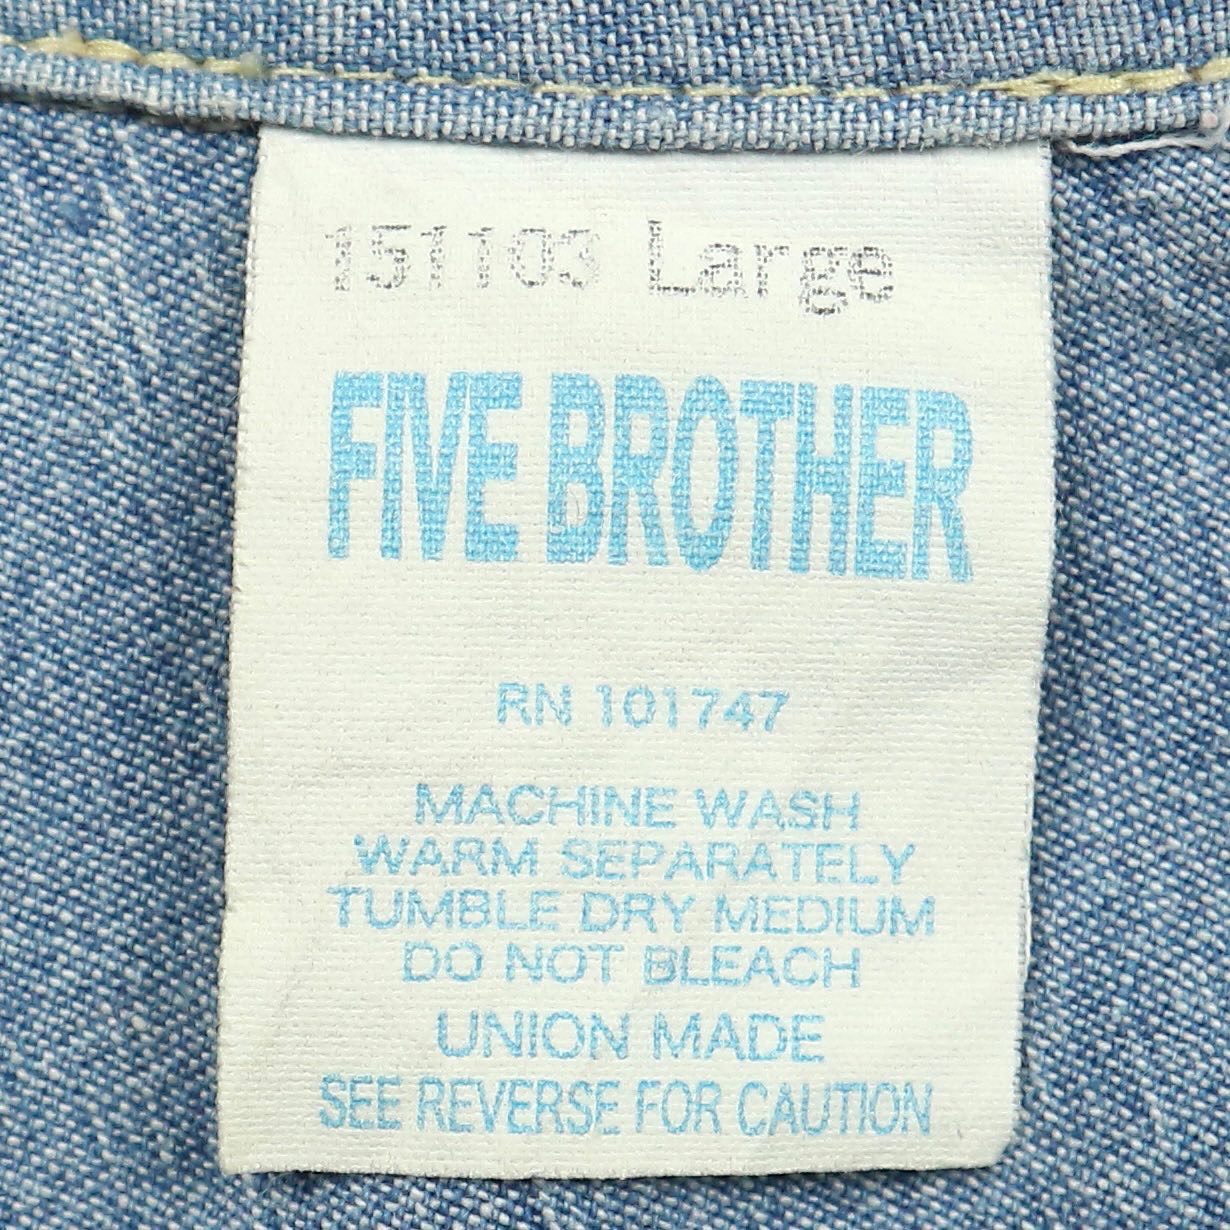 151103 Large
FIVE BROTHER
RN 101747
MACHINE WASH
WARM SEPARATELY
TUMBLE DRY MEDIUM
DO NOT BLEACH
UNION MADE
SEE REVERSE FOR CAUTION